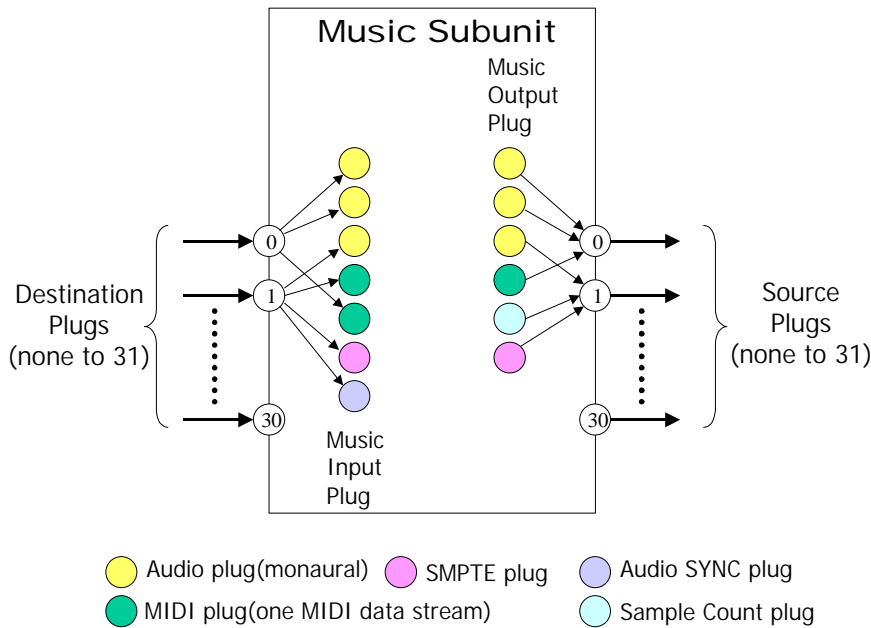 Music Subunit
Music
Output
Plug
0
1
30
Destination
Plugs
(none to 31)
Music
Input
Plug
0
1
30
Source
Plugs
(none to 31)
Audio plug(monaural)
SMPTE plug
Audio SYNC plug
MIDI plug(one MIDI data stream)
Sample Count plug